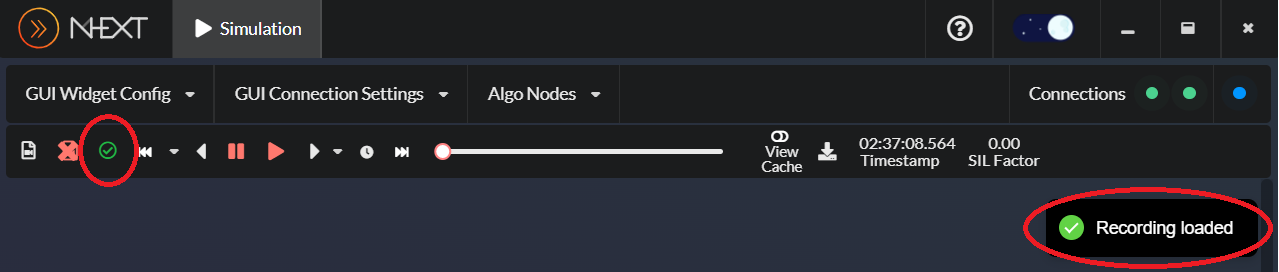 NEXT
Simulation
GUI Widget Config
GUI Connection Settings
Algo Nodes
Connections
View
Cache
02:37:08.564
Timestamp
0.00
SIL Factor
Recording loaded